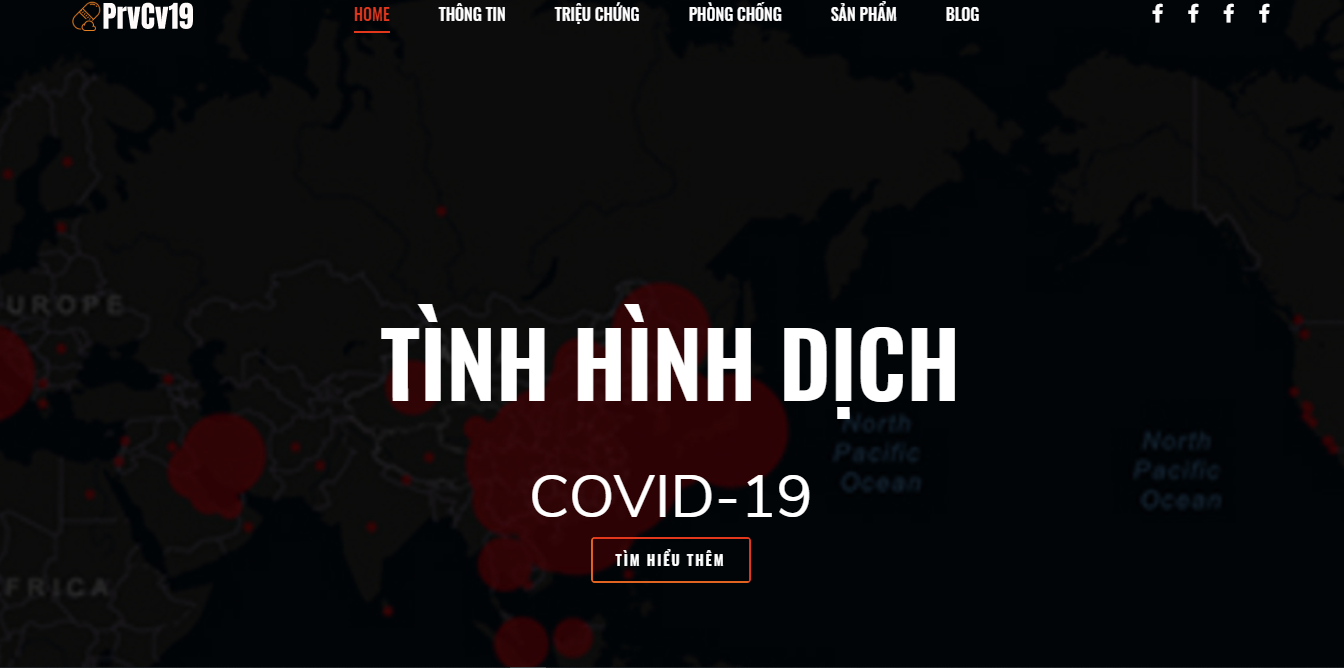 PrvCv19
HOME THÔNG TIN TRIỆU CHỨNG PHÒNG CHỐNG SẢN PHẨM BLOG
UROPE
TÌNH HÌNH DỊCH
North
Pacific
Ocean
North
Pacific
Ocean
COVID-19
TÌM HIỂU THÊM
FRICA